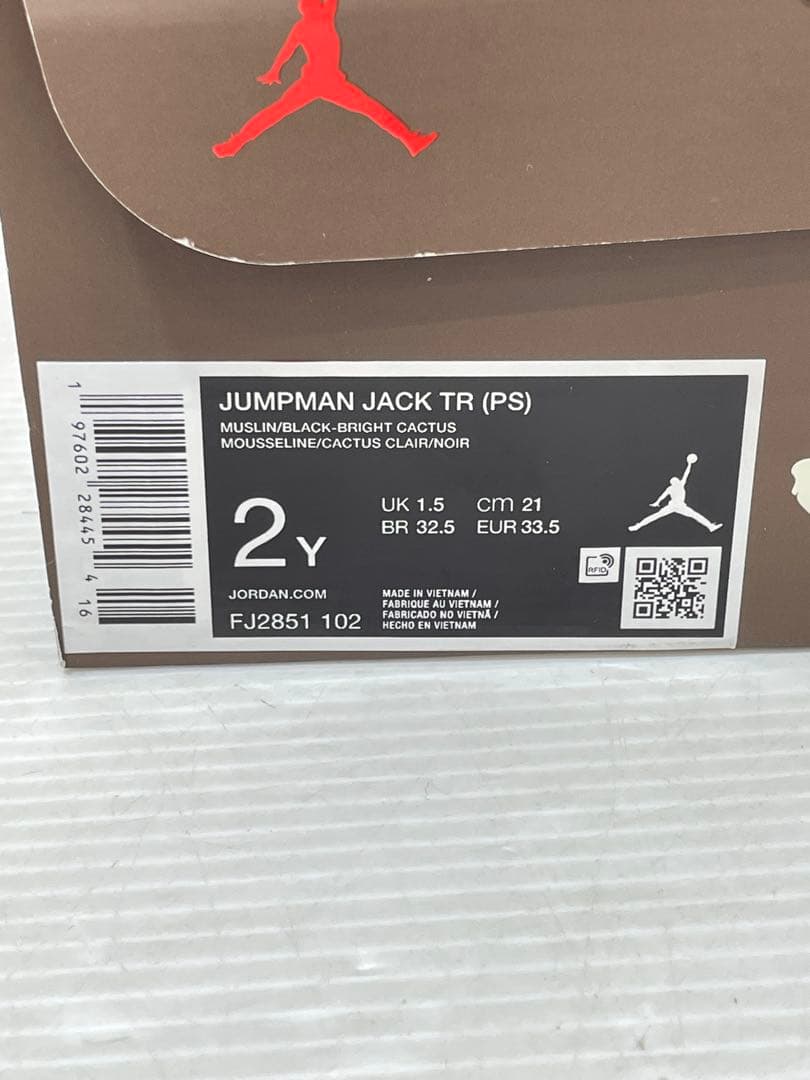 JUMPMAN JACK TR (PS)
MUSLIN/BLACK-BRIGHT CACTUS
MOUSSELINE/CACTUS CLAIR/NOIR
2Y
UK 1.5 cm 21
BR 32.5 EUR 33.5
RFID
JORDAN.COM
FJ2851 102
MADE IN VIETNAM /
FABRIQUE AU VIETNAM /
FABRICADO NO VIETNÃ /
HECHO EN VIETNAM
1 97602 28445 4 16